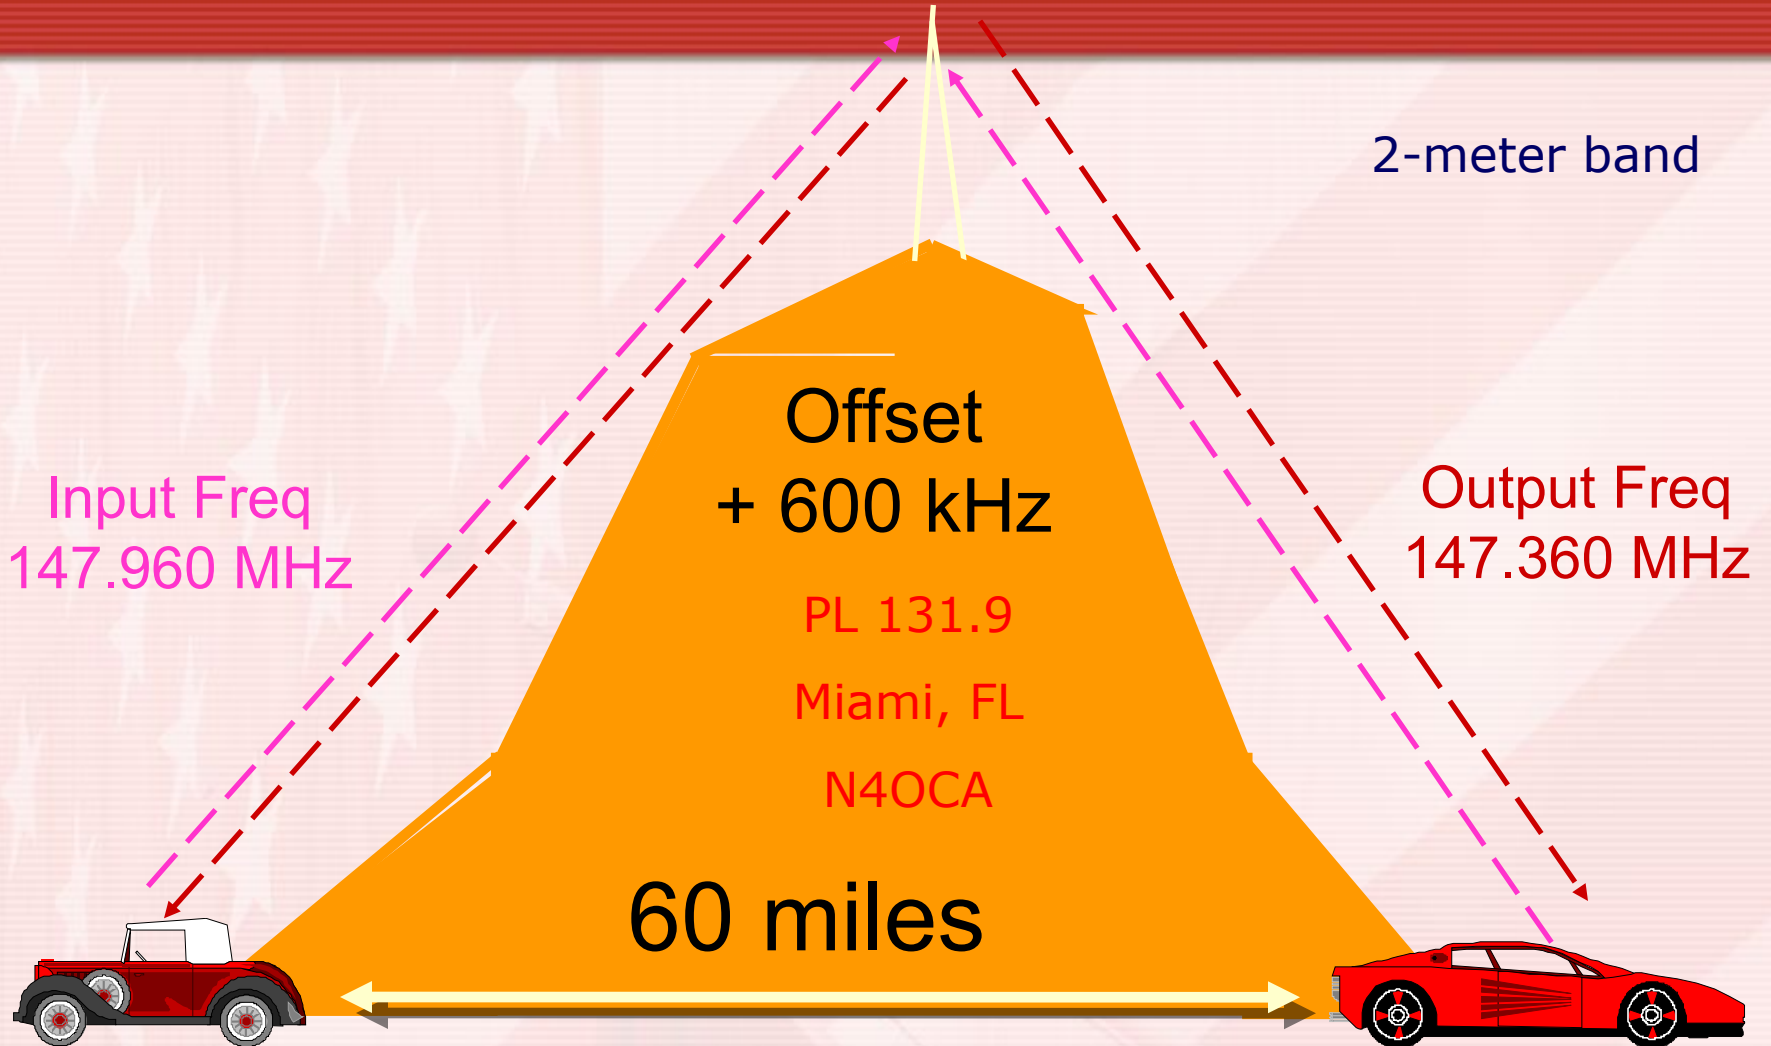 2-meter band
Offset
+ 600 kHz
Input Freq
147.960 MHz
Output Freq
147.360 MHz
PL 131.9
Miami, FL
N4OCA
60 miles